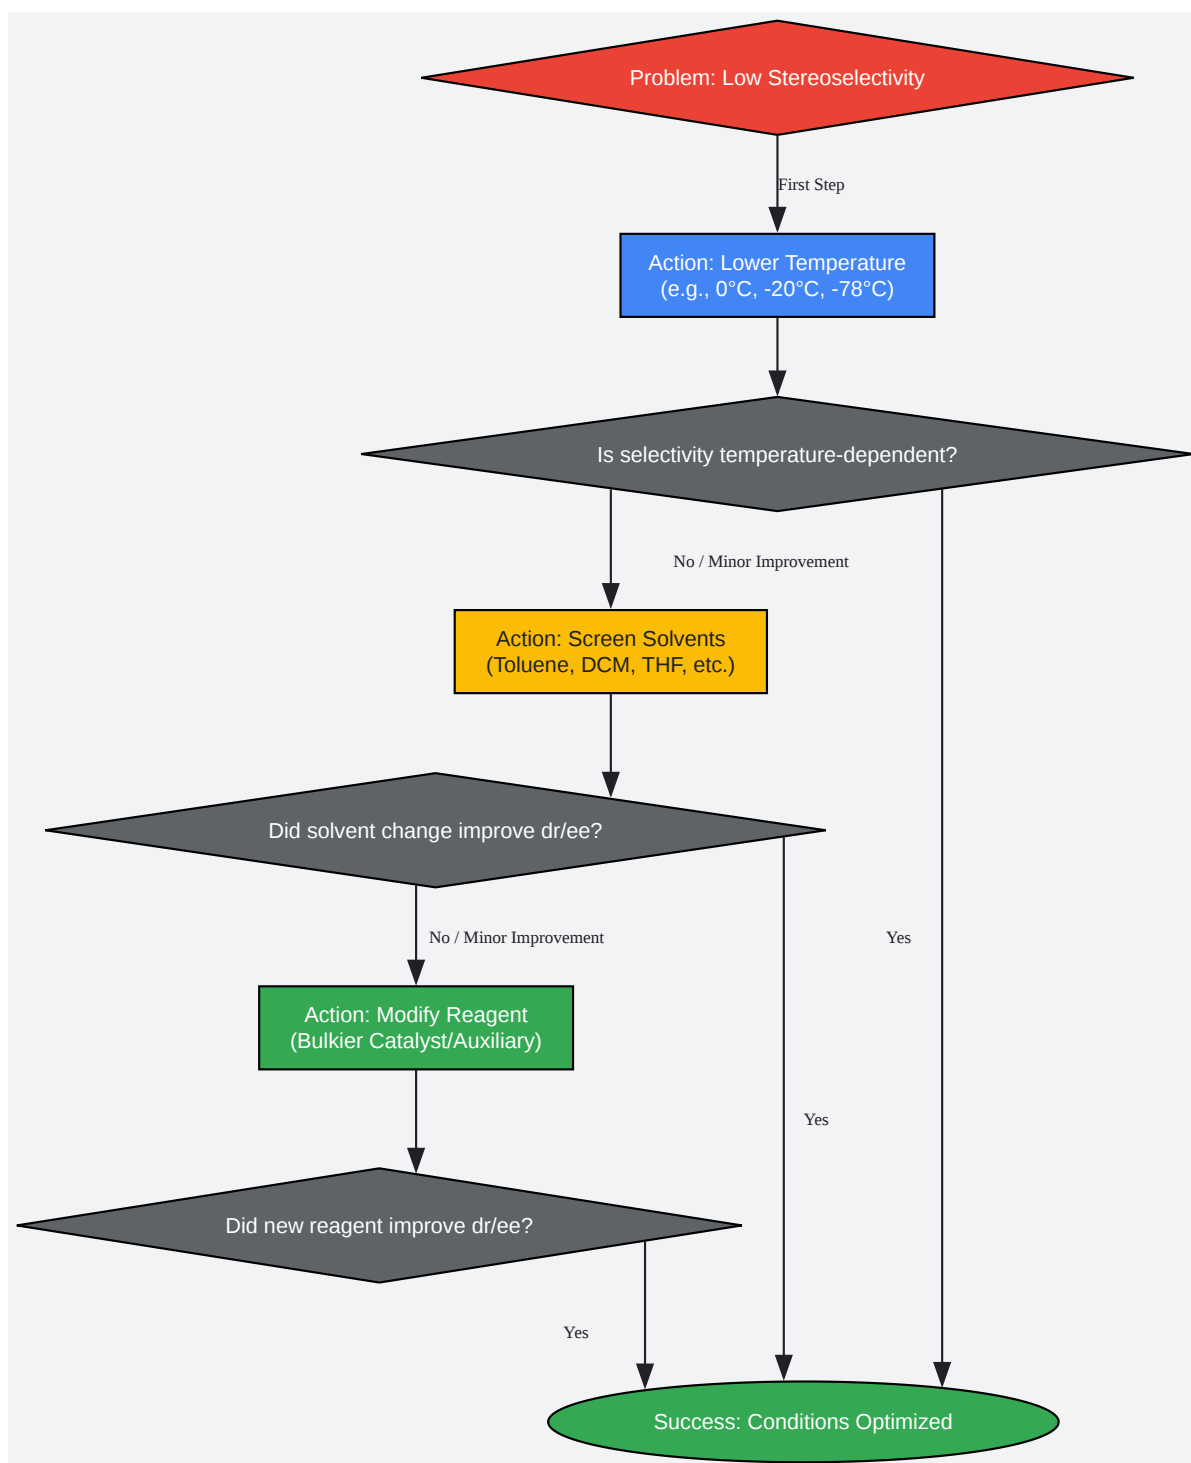 Problem: Low Stereoselectivity
First Step
Action: Lower Temperature
(e.g., 0°C, -20°C, -78°C)
Is selectivity temperature-dependent?
No / Minor Improvement
Action: Screen Solvents
(Toluene, DCM, THF, etc.)
Did solvent change improve dr/ee?
No / Minor Improvement
Yes
Action: Modify Reagent
(Bulkier Catalyst/Auxiliary)
Yes
Did new reagent improve dr/ee?
Yes
Success: Conditions Optimized